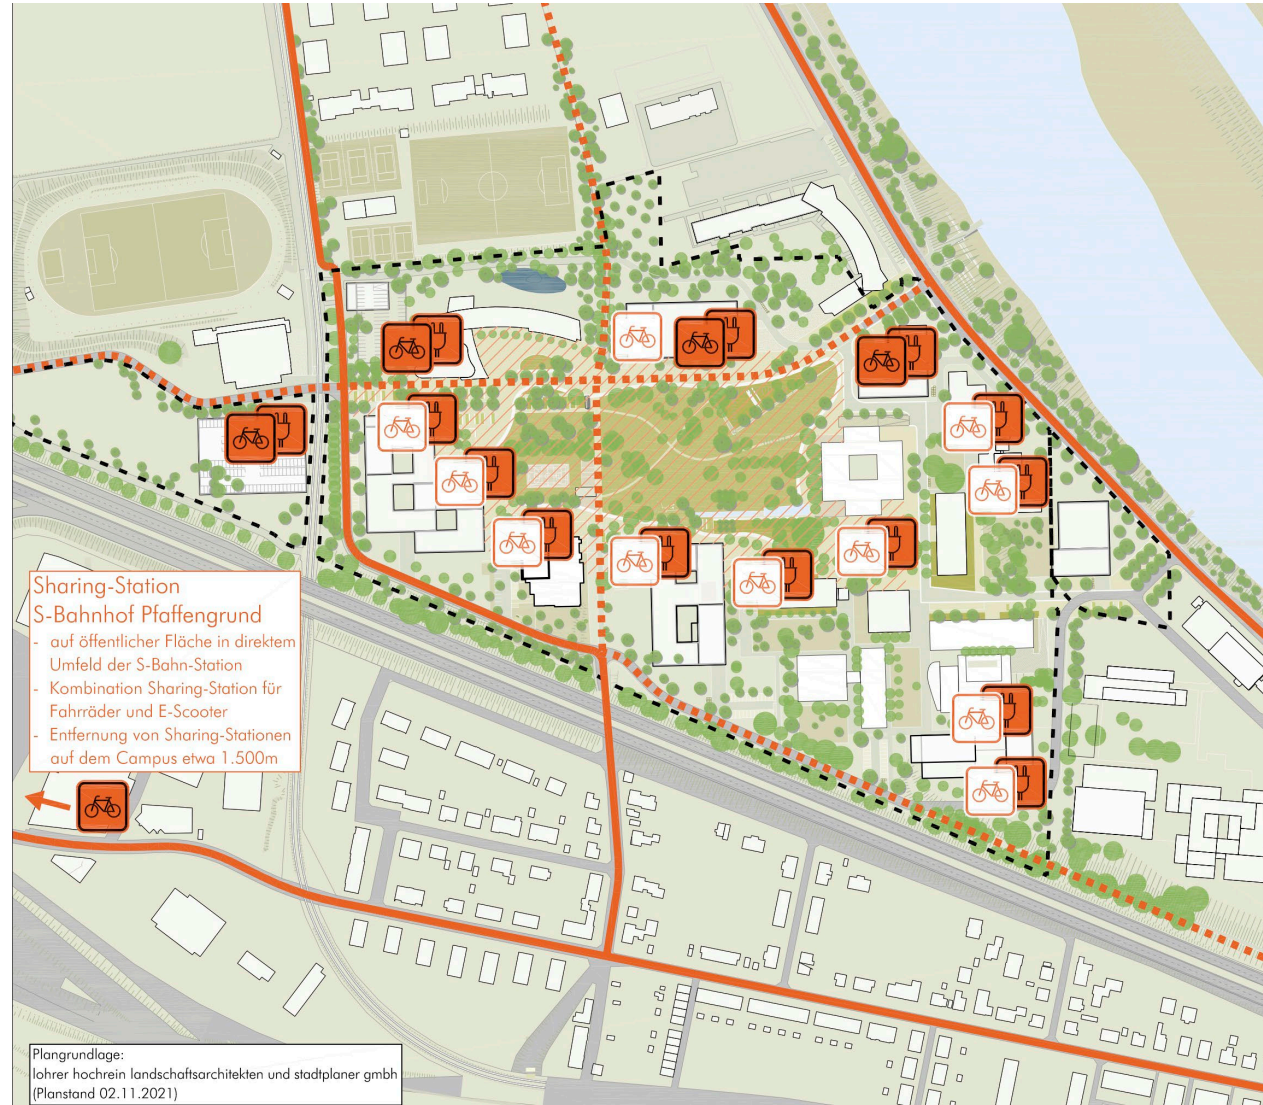 Sharing-Station
S-Bahnhof Pfaffengrund
- auf öffentlicher Fläche in direktem
Umfeld der S-Bahn-Station
- Kombination Sharing-Station für
Fahrräder und E-Scooter
- Entfernung von Sharing-Stationen
auf dem Campus etwa 1.500m
Plangrundlage:
lohrer hochrein landschaftsarchitekten und stadtplaner gmbh
(Planstand 02.11.2021)